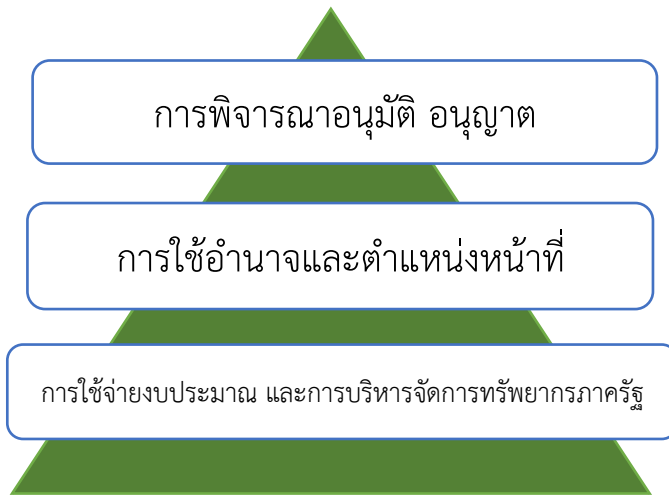 การพิจารณาอนุมัติ อนุญาต
การใช้อำนาจและตำแหน่งหน้าที่
การใช้จ่ายงบประมาณ และการบริหารจัดการทรัพยากรภาครัฐ